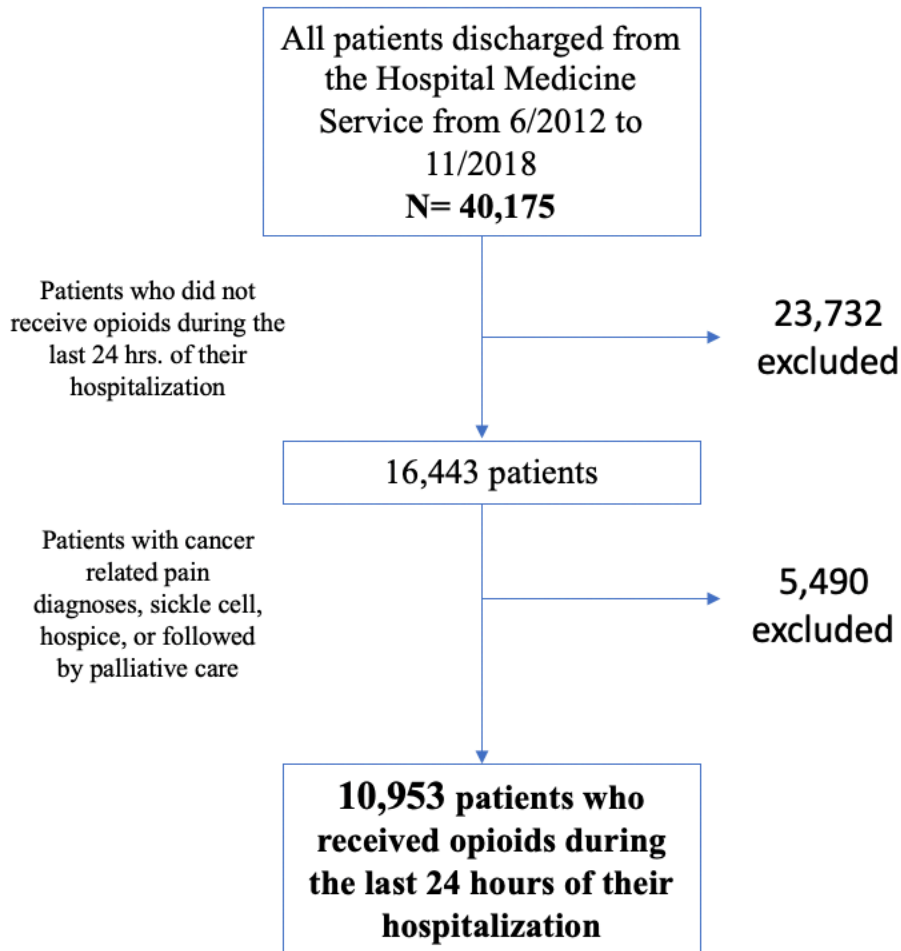 All patients discharged from
the Hospital Medicine
Service from 6/2012 to
11/2018
N= 40,175
Patients who did not
receive opioids during the
last 24 hrs. of their
hospitalization
23,732
excluded
16,443 patients
Patients with cancer
related pain
diagnoses, sickle cell,
hospice, or followed
by palliative care
5,490
excluded
10,953 patients who
received opioids during
the last 24 hours of their
hospitalization